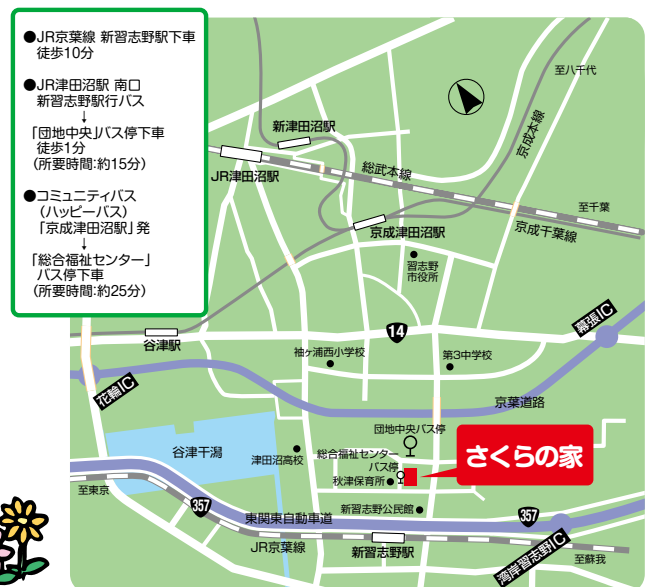 ●JR京葉線 新習志野駅下車
徒歩10分
●JR津田沼駅 南口
新習志野駅行バス
↓
「団地中央」バス停下車
徒歩1分
(所要時間:約15分)
●コミュニティバス
(ハッピーバス)
「京成津田沼駅」発
↓
「総合福祉センター」
バス停下車
(所要時間:約25分)
至八千代
新津田沼駅
京成本線
JR津田沼駅
総武本線
至千葉
京成津田沼駅
京成千葉線
習志野
市役所
幕張IC
14
谷津駅
袖ヶ浦西小学校
第3中学校
花輪IC
京葉道路
団地中央バス停
谷津干潟
津田沼高校
総合福祉センター
バス停
さくらの家
秋津保育所
至東京
357
新習志野公民館
東関東自動車道
357
JR京葉線
新習志野駅
湾岸習志野IC
至蘇我